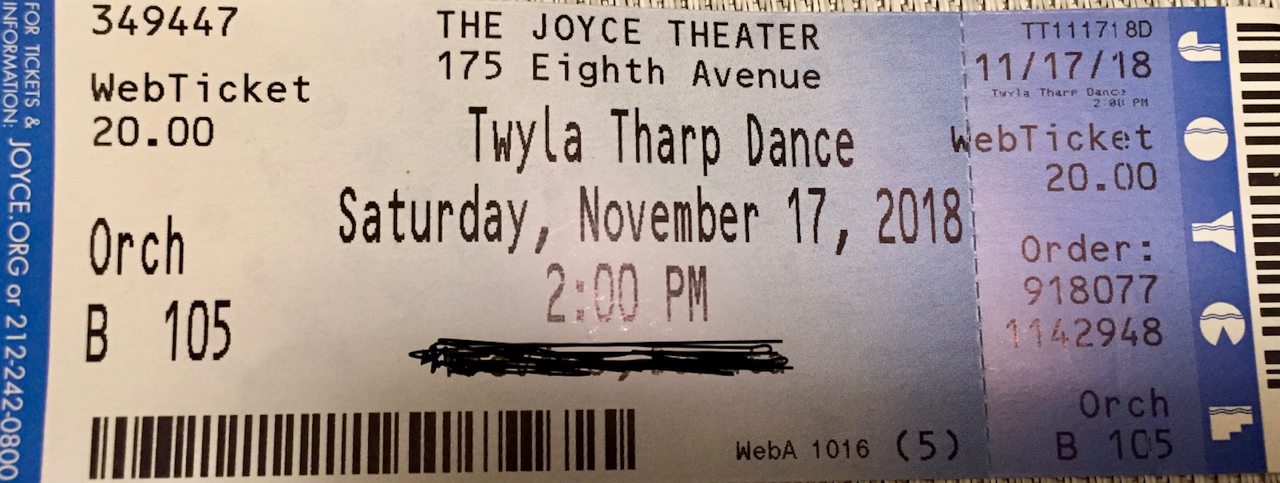 FOR TICKETS &
INFORMATION: JOYCE.ORG or 212-242-0800
349447
WebTicket
20.00
Orch
B 105
THE JOYCE THEATER
175 Eighth Avenue
Twyla Tharp Dance
Saturday, November 17, 2018
2:00 PM
WebA 1016 (5)
TT111718D
11/17/18
Twyla Tharp Dance
2:00 PM
WebTicket
20.00
Order:
918077
1142948
Orch
B 105
JOYCE